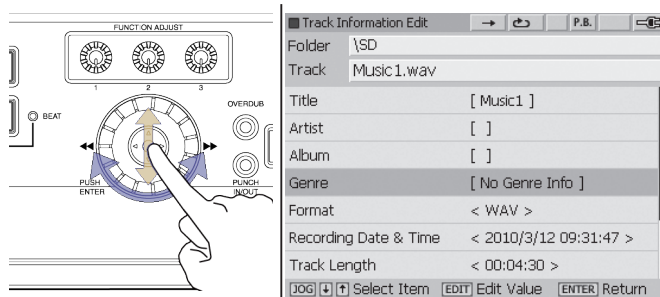 FUNCTION ADJUST
1 2 3
BEAT
OVERDUB
PUSH
ENTER
PUNCH
IN/OUT
Track Information Edit
P.B.
Folder \SD
Track Music1.wav
Title [ Music1 ]
Artist [ ]
Album [ ]
Genre [ No Genre Info ]
Format < WAV >
Recording Date & Time < 2010/3/12 09:31:47 >
Track Length < 00:04:30 >
JOG Select Item EDIT Edit Value ENTER Return